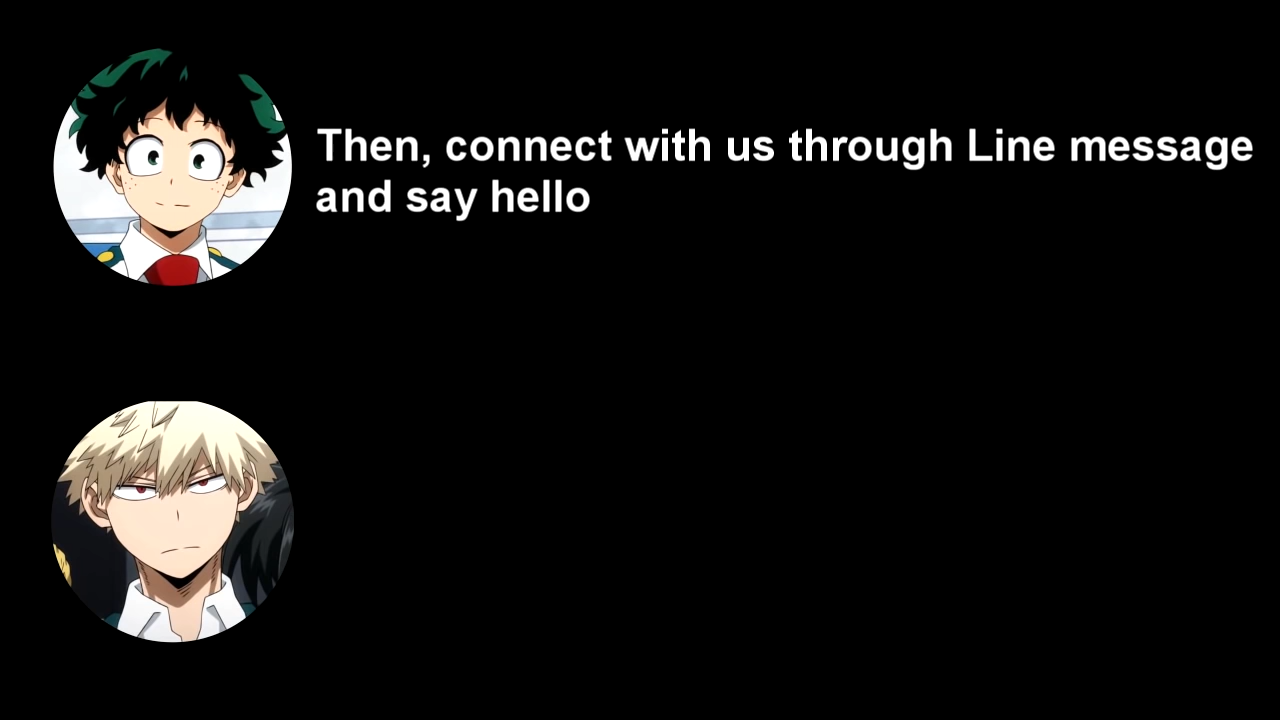 Then, connect with us through Line message
and say hello